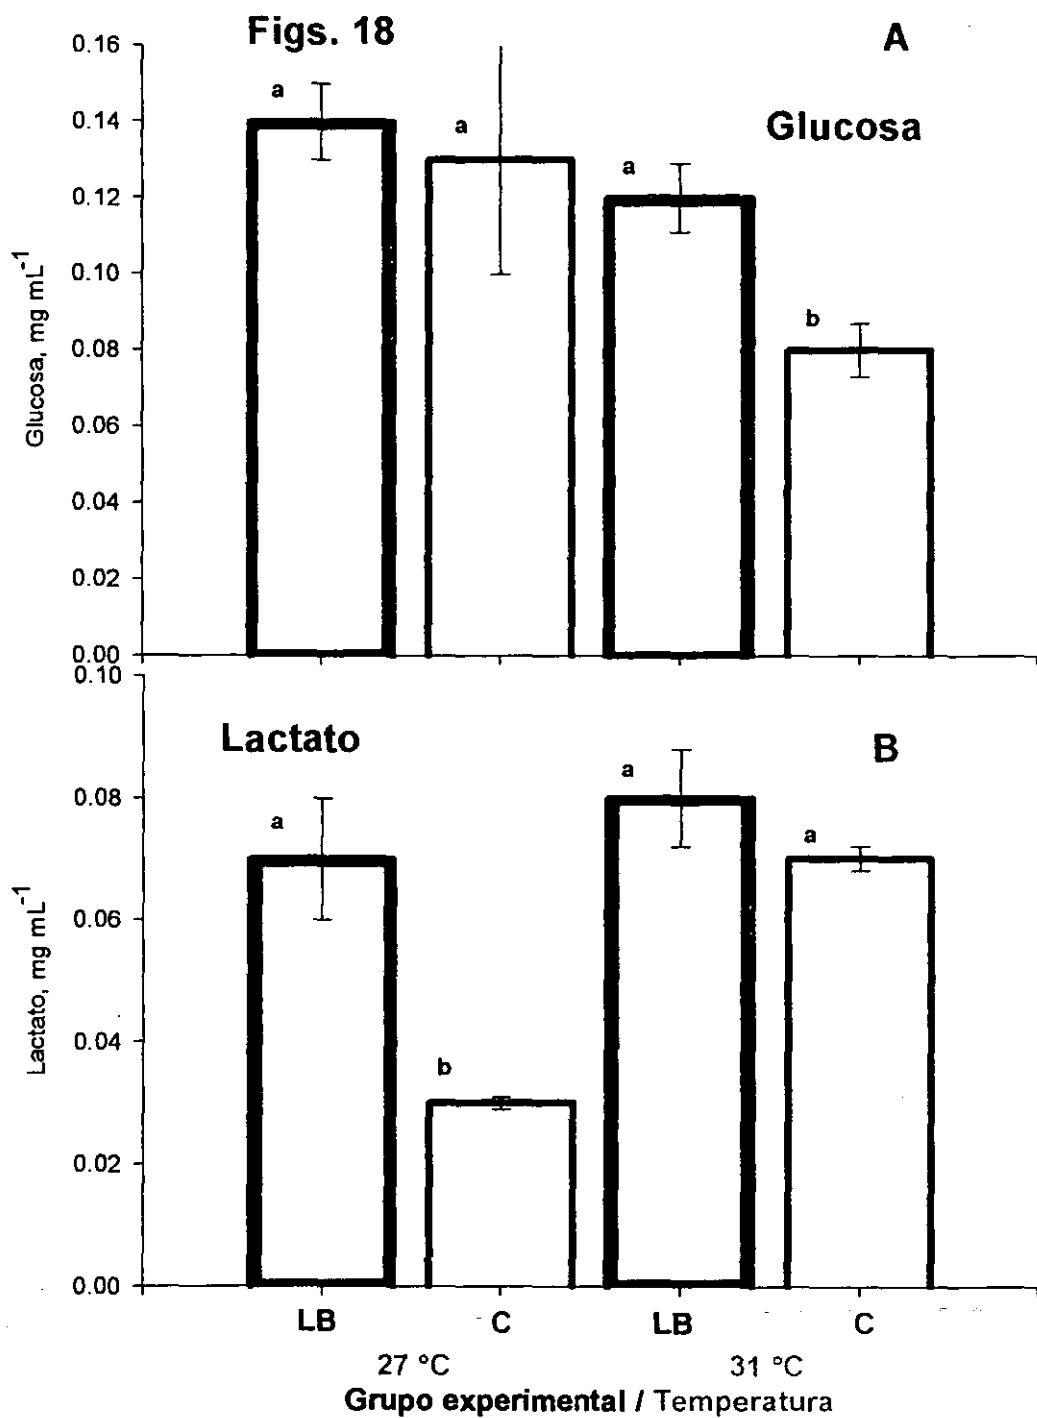 Figs. 18
A
Glucosa
0.16
0.14
0.12
0.10
0.08
0.06
0.04
0.02
0.00
Glucosa, mg mL⁻¹
a
a
a
b
Lactato
B
0.10
0.08
0.06
0.04
0.02
0.00
Lactato, mg mL⁻¹
a
b
a
a
LB C LB C
27 °C 31 °C
Grupo experimental / Temperatura